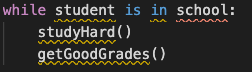 while student is in school:
    studyHard()
    getGoodGrades()